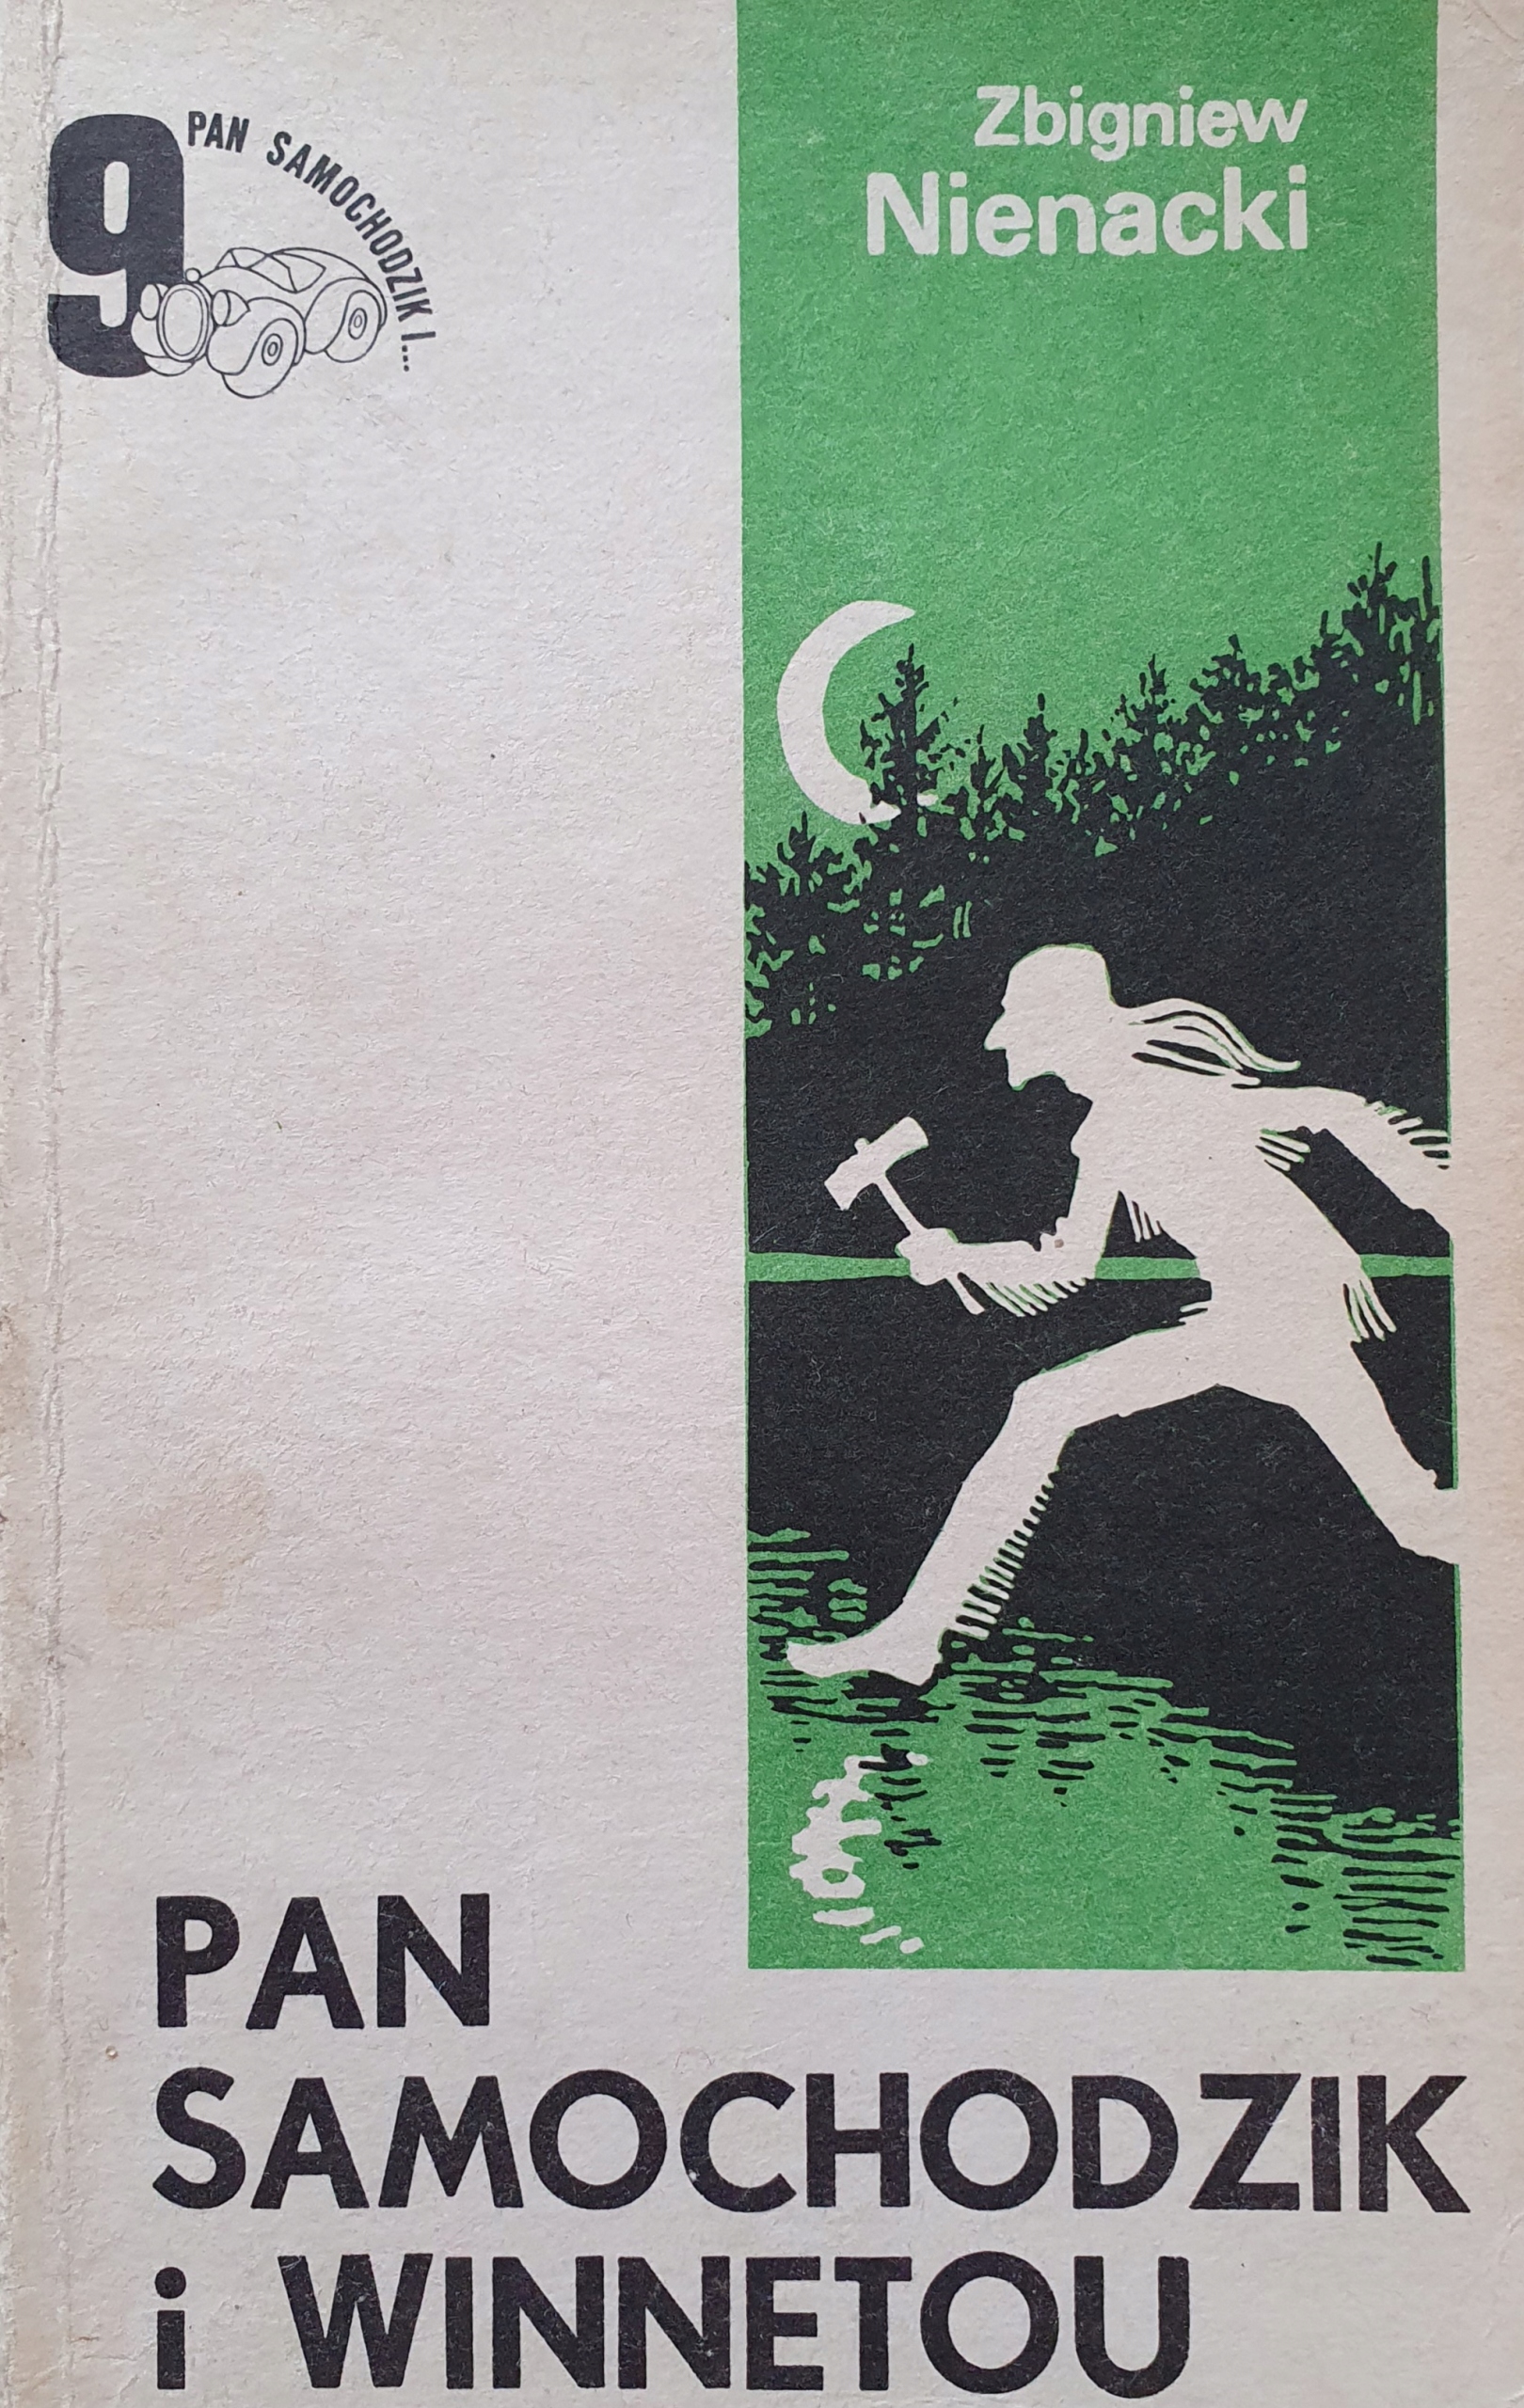 9
PAN SAMOCHODZIK I...
Zbigniew
Nienacki
PAN
SAMOCHODZIK
i WINNETOU